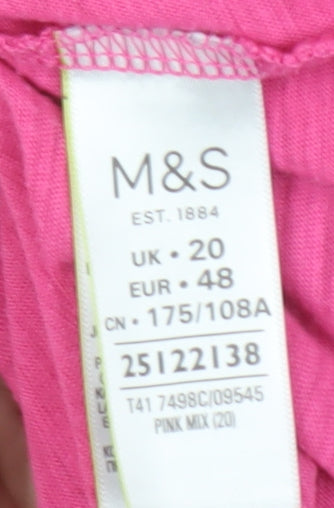 M&S
EST. 1884
UK • 20
EUR • 48
CN • 175/108A
25122138
T41 7498C/09545
PINK MIX (20)